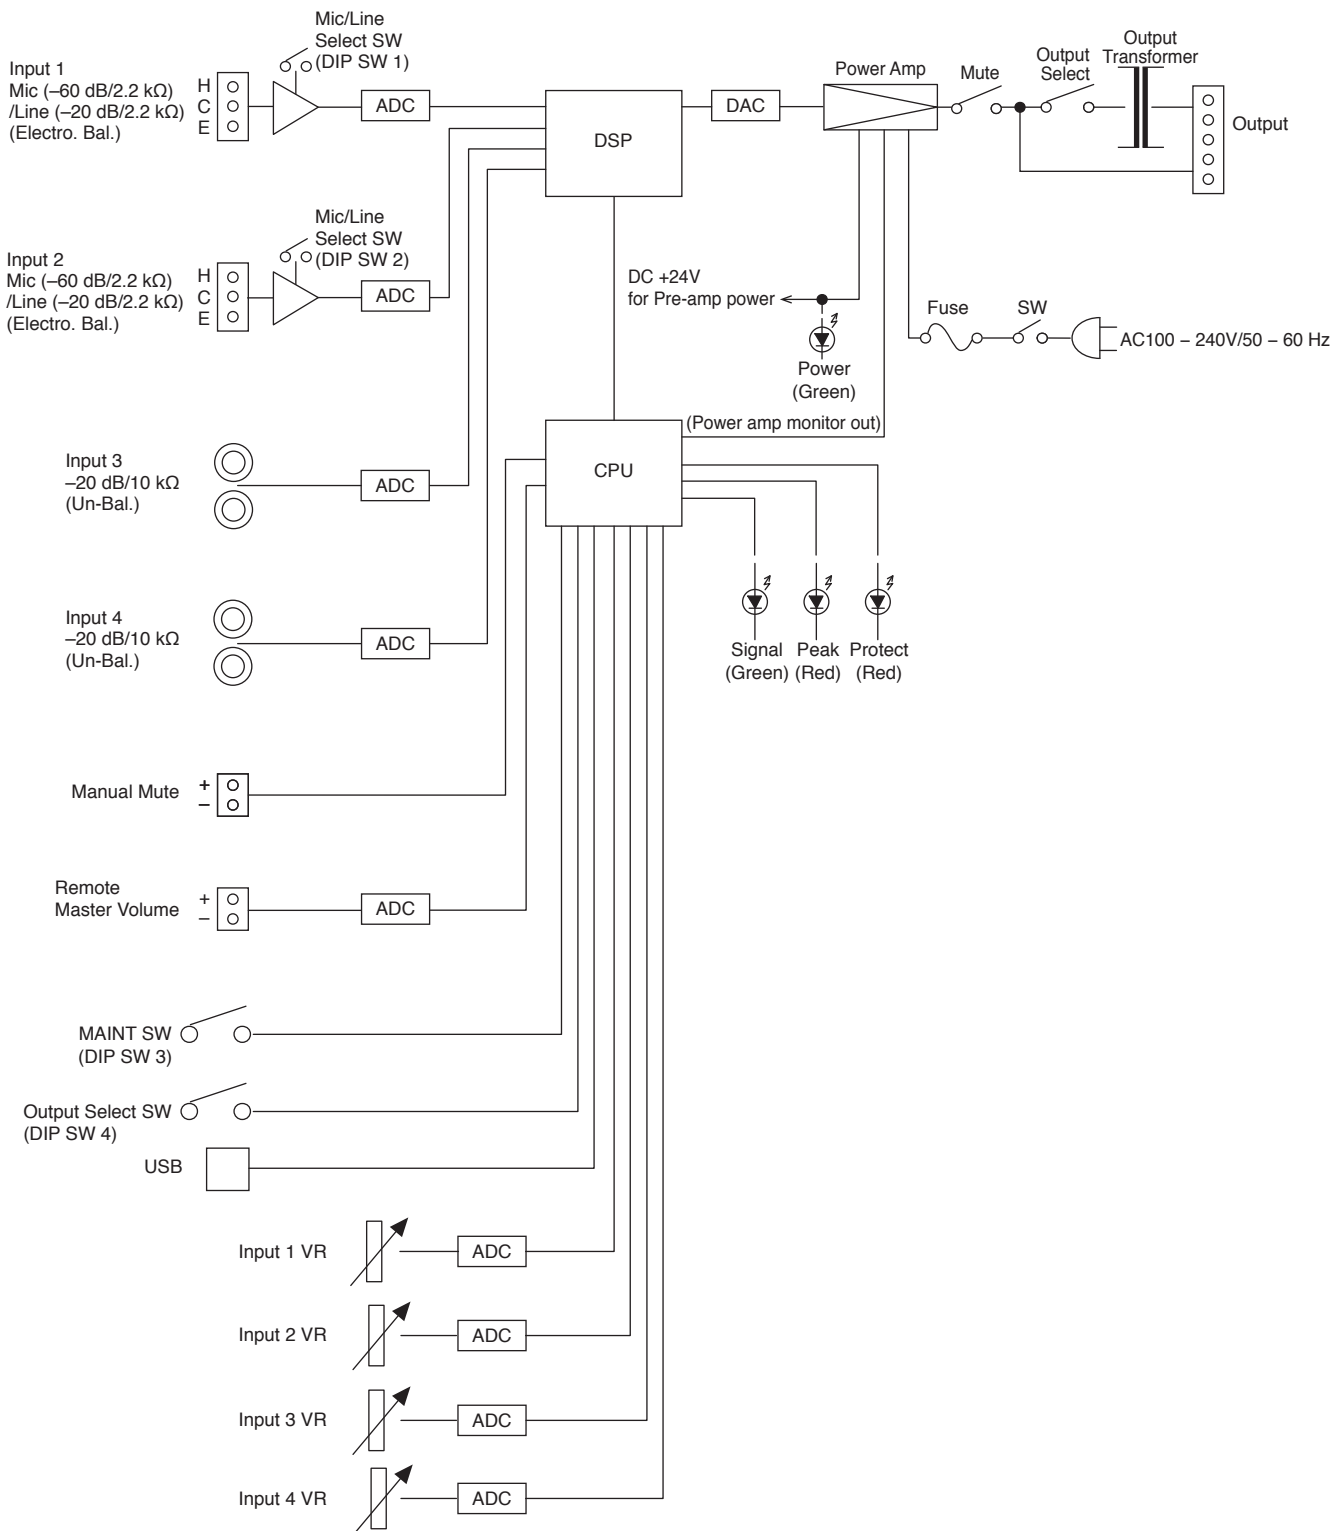 Mic/Line
Select SW
(DIP SW 1)
Input 1
Mic (–60 dB/2.2 kΩ)
/Line (–20 dB/2.2 kΩ)
(Electro. Bal.)
H
C
E
ADC
DSP
DAC
Power Amp
Mute
Output
Select
Output
Transformer
Output
Mic/Line
Select SW
(DIP SW 2)
Input 2
Mic (–60 dB/2.2 kΩ)
/Line (–20 dB/2.2 kΩ)
(Electro. Bal.)
H
C
E
ADC
DC +24V
for Pre-amp power
Power
(Green)
Fuse
SW
AC100 – 240V/50 – 60 Hz
(Power amp monitor out)
CPU
Input 3
–20 dB/10 kΩ
(Un-Bal.)
ADC
Input 4
–20 dB/10 kΩ
(Un-Bal.)
ADC
Signal
(Green)
Peak
(Red)
Protect
(Red)
Manual Mute
+
–
Remote
Master Volume
+
–
ADC
MAINT SW
(DIP SW 3)
Output Select SW
(DIP SW 4)
USB
Input 1 VR
ADC
Input 2 VR
ADC
Input 3 VR
ADC
Input 4 VR
ADC